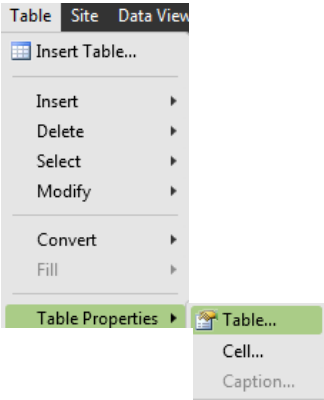 Table Site Data View
Insert Table...
Insert
Delete
Select
Modify
Convert
Fill
Table Properties
Table...
Cell...
Caption...